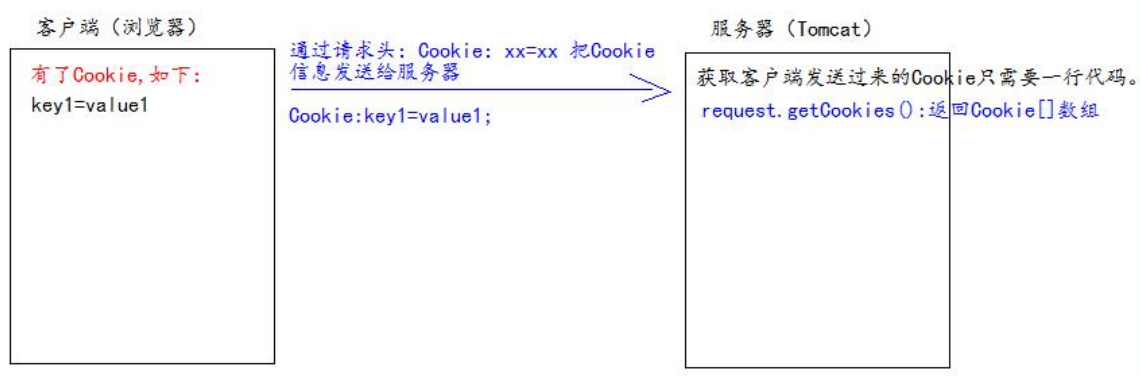 客户端（浏览器）
有了Cookie,如下：
key1=value1
通过请求头: Cookie: xx=xx 把Cookie
信息发送给服务器
Cookie:key1=value1;
服务器（Tomcat）
获取客户端发送过来的Cookie只需要一行代码。
request.getCookies():返回Cookie[]数组